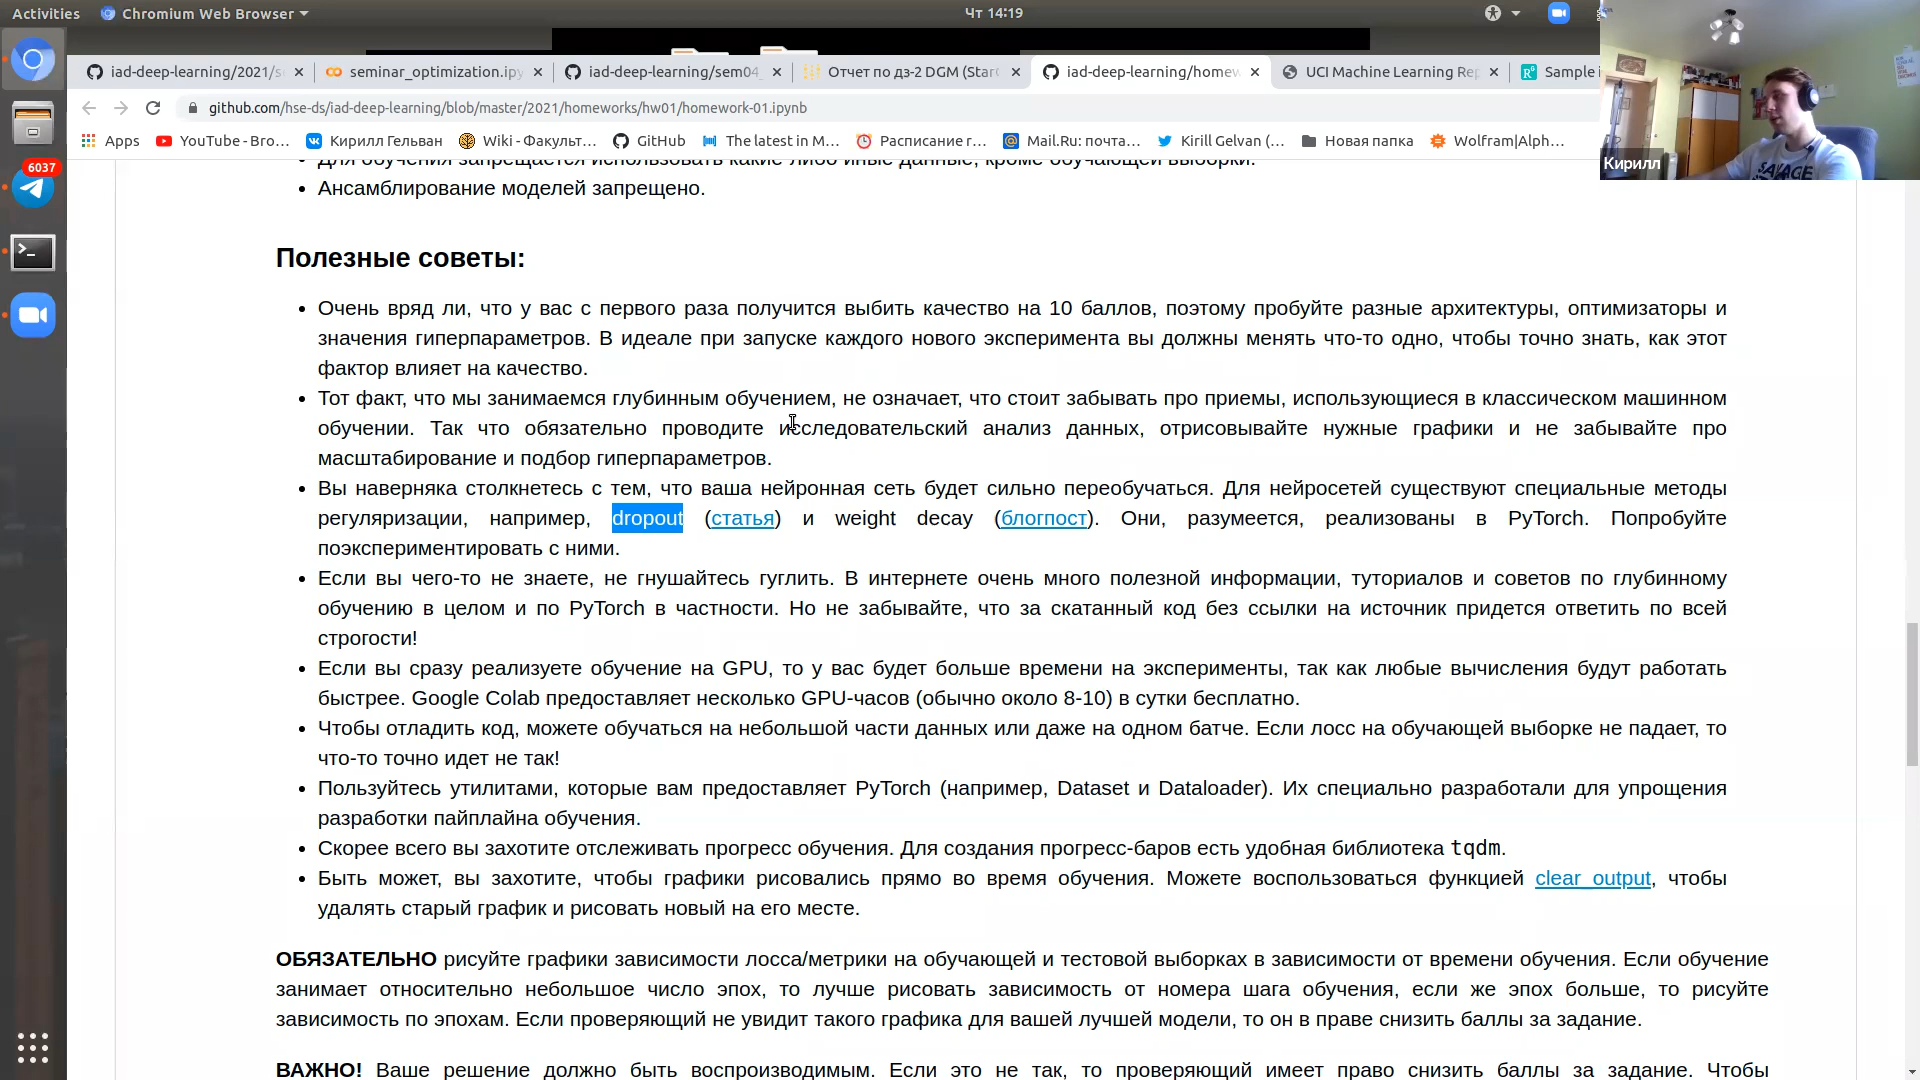 Activities
Chromium Web Browser
Чт 14:19
iad-deep-learning/2021/s
seminar_optimization.ipy
iad-deep-learning/sem04_
Отчет по дз-2 DGM (StarG
iad-deep-learning/homew
UCI Machine Learning Rep
Sample
github.com/hse-ds/iad-deep-learning/blob/master/2021/homeworks/hw01/homework-01.ipynb
Apps
YouTube - Bro…
Кирилл Гельван
Wiki - Факульт…
GitHub
The latest in M…
Расписание г…
Mail.Ru: почта…
Kirill Gelvan (…
Новая папка
Wolfram|Alph…
Кирилл
6037
Для обучения запрещается использовать какие-либо иные данные, кроме обучающей выборки.
Ансамблирование моделей запрещено.
Полезные советы:
Очень вряд ли, что у вас с первого раза получится выбить качество на 10 баллов, поэтому пробуйте разные архитектуры, оптимизаторы и
значения гиперпараметров. В идеале при запуске каждого нового эксперимента вы должны менять что-то одно, чтобы точно знать, как этот
фактор влияет на качество.
Тот факт, что мы занимаемся глубинным обучением, не означает, что стоит забывать про приемы, использующиеся в классическом машинном
обучении. Так что обязательно проводите исследовательский анализ данных, отрисовывайте нужные графики и не забывайте про
масштабирование и подбор гиперпараметров.
Вы наверняка столкнетесь с тем, что ваша нейронная сеть будет сильно переобучаться. Для нейросетей существуют специальные методы
регуляризации, например, dropout (статья) и weight decay (блогпост). Они, разумеется, реализованы в PyTorch. Попробуйте
поэкспериментировать с ними.
Если вы чего-то не знаете, не гнушайтесь гуглить. В интернете очень много полезной информации, туториалов и советов по глубинному
обучению в целом и по PyTorch в частности. Но не забывайте, что за скатанный код без ссылки на источник придется ответить по всей
строгости!
Если вы сразу реализуете обучение на GPU, то у вас будет больше времени на эксперименты, так как любые вычисления будут работать
быстрее. Google Colab предоставляет несколько GPU-часов (обычно около 8-10) в сутки бесплатно.
Чтобы отладить код, можете обучаться на небольшой части данных или даже на одном батче. Если лосс на обучающей выборке не падает, то
что-то точно идет не так!
Пользуйтесь утилитами, которые вам предоставляет PyTorch (например, Dataset и Dataloader). Их специально разработали для упрощения
разработки пайплайна обучения.
Скорее всего вы захотите отслеживать прогресс обучения. Для создания прогресс-баров есть удобная библиотека tqdm.
Быть может, вы захотите, чтобы графики рисовались прямо во время обучения. Можете воспользоваться функцией clear_output, чтобы
удалять старый график и рисовать новый на его месте.
ОБЯЗАТЕЛЬНО рисуйте графики зависимости лосса/метрики на обучающей и тестовой выборках в зависимости от времени обучения. Если обучение
занимает относительно небольшое число эпох, то лучше рисовать зависимость от номера шага обучения, если же эпох больше, то рисуйте
зависимость по эпохам. Если проверяющий не увидит такого графика для вашей лучшей модели, то он в праве снизить баллы за задание.
ВАЖНО! Ваше решение должно быть воспроизводимым. Если это не так, то проверяющий имеет право снизить баллы за задание. Чтобы